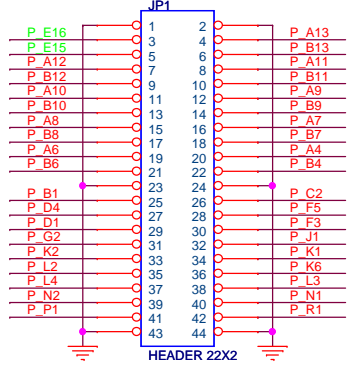 JP1
1 2
P_E16 3 4 P_A13
P_E15 5 6 P_B13
P_A12 7 8 P_A11
P_B12 9 10 P_B11
P_A10 11 12 P_A9
P_B10 13 14 P_B9
P_A8 15 16 P_A7
P_B8 17 18 P_B7
P_A6 19 20 P_A4
P_B6 21 22 P_B4
23 24
P_B1 25 26 P_C2
P_D4 27 28 P_F5
P_D1 29 30 P_F3
P_G2 31 32 P_J1
P_K2 33 34 P_K1
P_L2 35 36 P_K6
P_L4 37 38 P_L3
P_N2 39 40 P_N1
P_P1 41 42 P_R1
43 44
HEADER 22X2